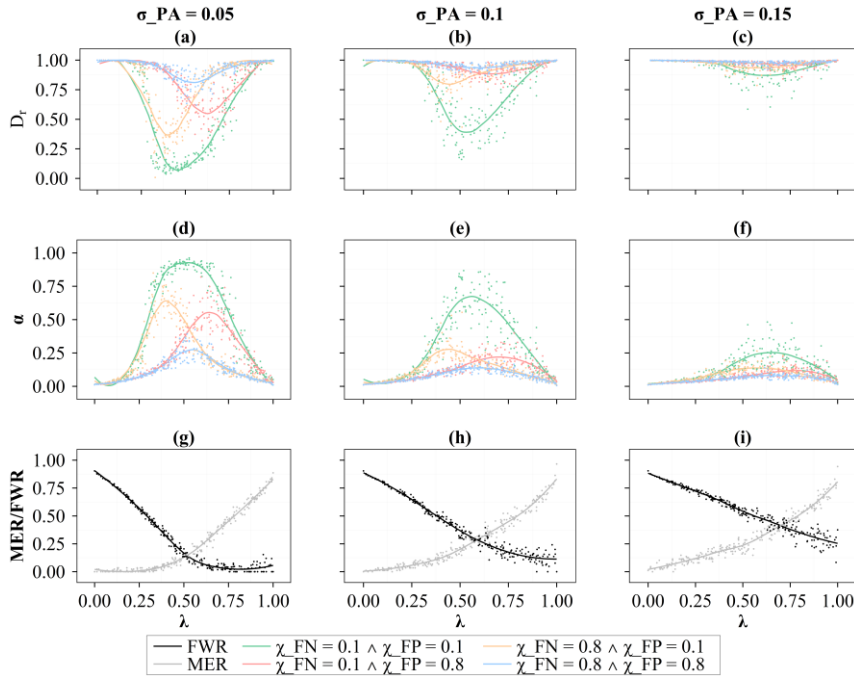 σ_PA = 0.05 σ_PA = 0.1 σ_PA = 0.15
(a) (b) (c)
1.00
0.75
0.50
0.25
0.00
D_r
(d) (e) (f)
1.00
0.75
0.50
0.25
0.00
α
(g) (h) (i)
1.00
0.75
0.50
0.25
0.00
MER/FWR
0.00 0.25 0.50 0.75 1.00 0.00 0.25 0.50 0.75 1.00 0.00 0.25 0.50 0.75 1.00
λ λ λ
FWR χ_FN = 0.1 ∧ χ_FP = 0.1 χ_FN = 0.8 ∧ χ_FP = 0.1
MER χ_FN = 0.1 ∧ χ_FP = 0.8 χ_FN = 0.8 ∧ χ_FP = 0.8